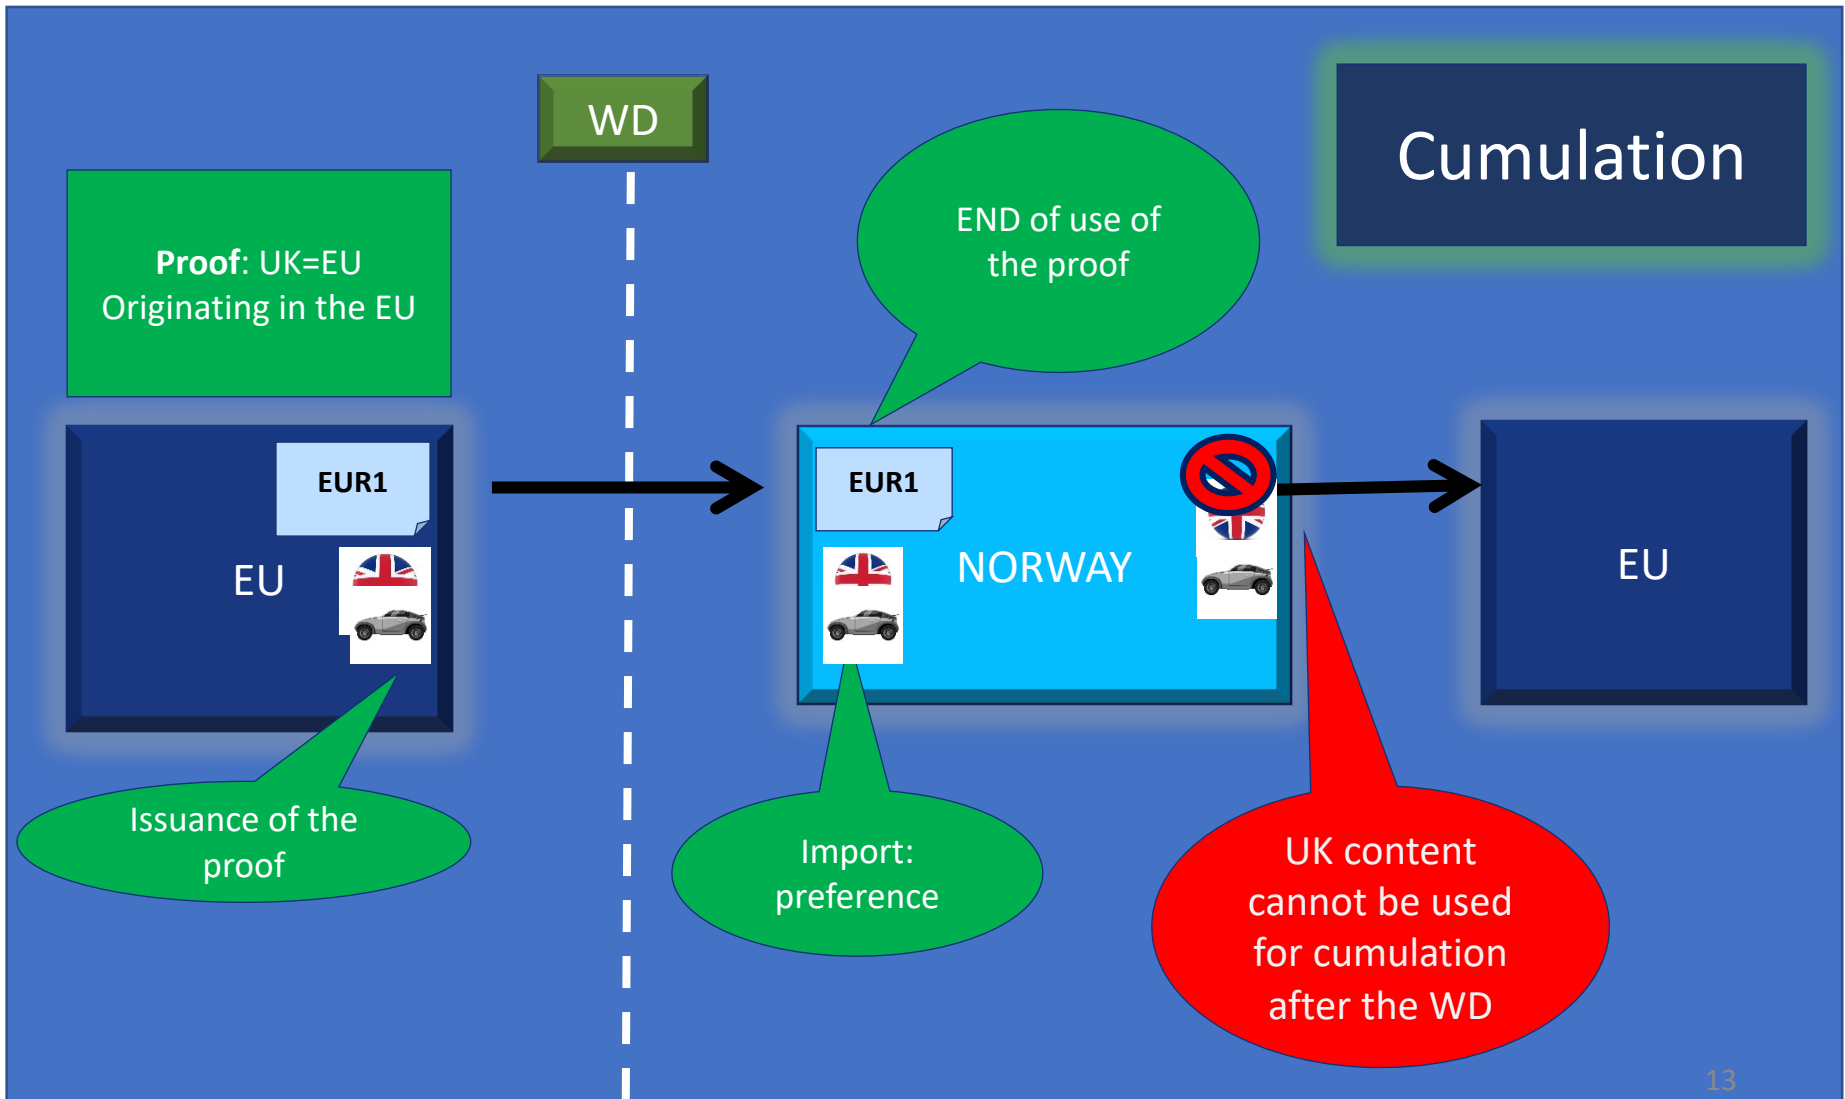 WD
Cumulation
Proof: UK=EU
Originating in the EU
END of use of
the proof
EUR1
EU
EUR1
NORWAY
EU
Issuance of the
proof
Import:
preference
UK content
cannot be used
for cumulation
after the WD
13